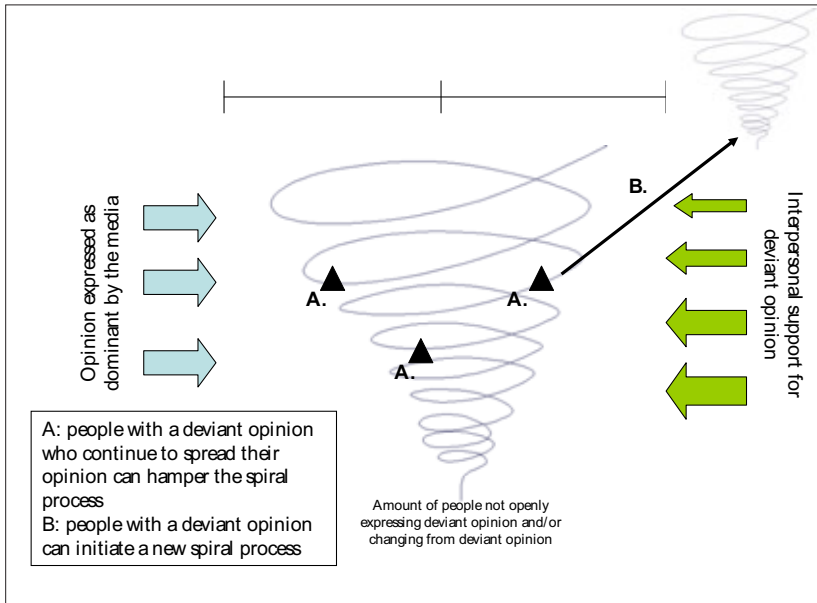 Opinion expressed as
dominant by the media
B.
Interpersonal support for
deviant opinion
A.
A.
A.
A: people with a deviant opinion
who continue to spread their
opinion can hamper the spiral
process
B: people with a deviant opinion
can initiate a new spiral process
Amount of people not openly
expressing deviant opinion and/or
changing from deviant opinion